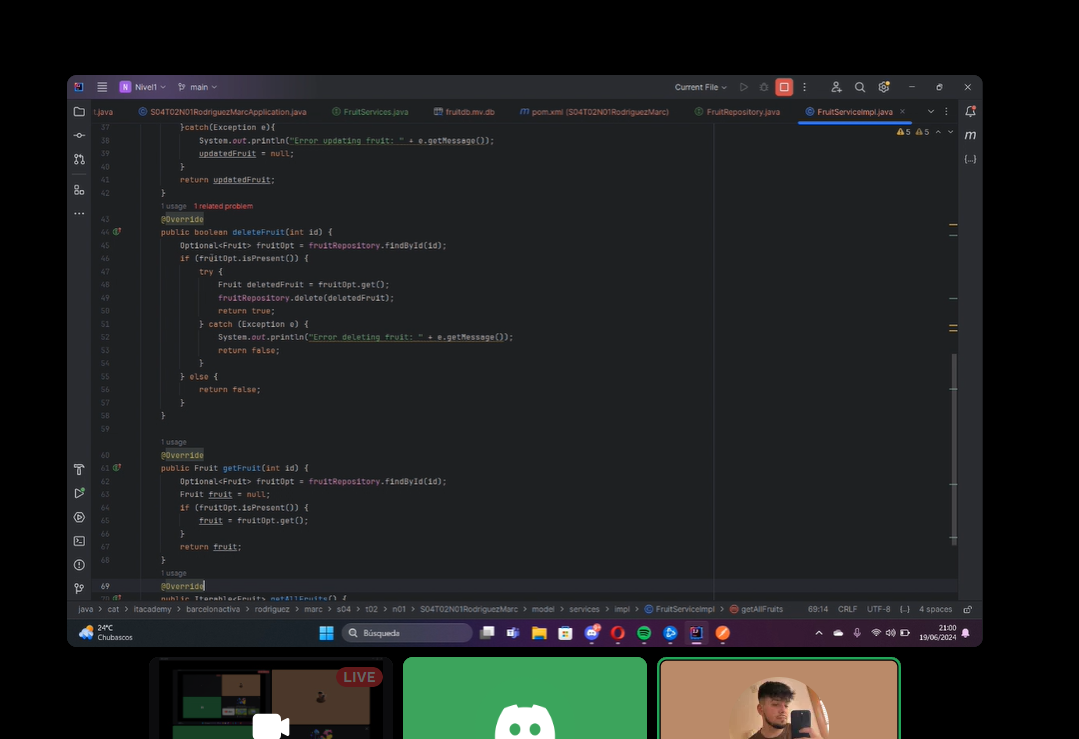 Nivel1
main
Current File
t.java
S04T02N01RodriguezMarcApplication.java
FruitServices.java
fruitdb.mv.db
pom.xml (S04T02N01RodriguezMarc)
FruitRepository.java
FruitServiceImpl.java
5 5
37 }catch(Exception e){
38 System.out.println("Error updating fruit: " + e.getMessage());
39 updatedFruit = null;
40 }
41 return updatedFruit;
42 }
1 usage 1 related problem
43 @Override
44 public boolean deleteFruit(int id) {
45 Optional<Fruit> fruitOpt = fruitRepository.findById(id);
46 if (fruitOpt.isPresent()) {
47 try {
48 Fruit deletedFruit = fruitOpt.get();
49 fruitRepository.delete(deletedFruit);
50 return true;
51 } catch (Exception e) {
52 System.out.println("Error deleting fruit: " + e.getMessage());
53 return false;
54 }
55 } else {
56 return false;
57 }
58 }
59
1 usage
60 @Override
61 public Fruit getFruit(int id) {
62 Optional<Fruit> fruitOpt = fruitRepository.findById(id);
63 Fruit fruit = null;
64 if (fruitOpt.isPresent()) {
65 fruit = fruitOpt.get();
66 }
67 return fruit;
68 }
1 usage
69 @Override
70 public Iterable<Fruit> getAllFruits() {
java > cat > itacademy > barcelonactiva > rodriguez > marc > s04 > t02 > n01 > S04T02N01RodriguezMarc > model > services > impl > FruitServiceImpl > getAllFruits
69:14 CRLF UTF-8 {..} 4 spaces
24°C
Chubascos
Búsqueda
21:00
19/06/2024
LIVE